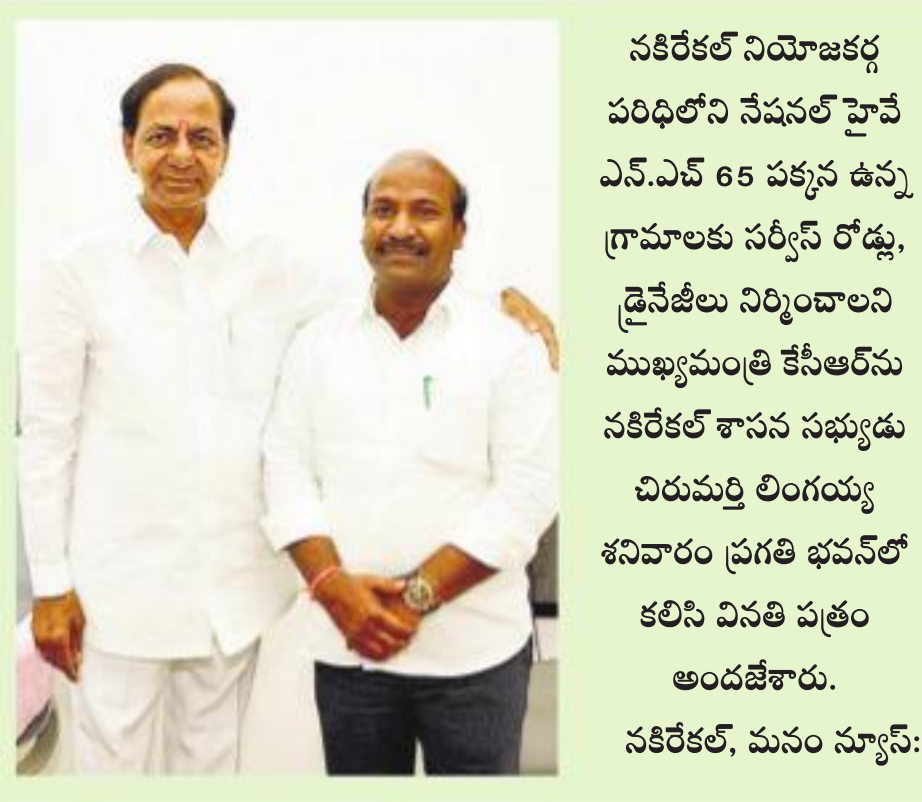 నకిరేకల్ నియోజకర్గ
పరిధిలోని నేషనల్ హైవే
ఎన్.ఎచ్ 65 పక్కన ఉన్న
గ్రామాలకు సర్వీస్ రోడ్లు,
డ్రైనేజీలు నిర్మించాలని
ముఖ్యమంత్రి కేసీఆర్‌ను
నకిరేకల్ శాసన సభ్యుడు
చిరుమర్తి లింగయ్య
శనివారం ప్రగతి భవన్‌లో
కలిసి వినతి పత్రం
అందజేశారు.
నకిరేకల్, మనం న్యూస్: